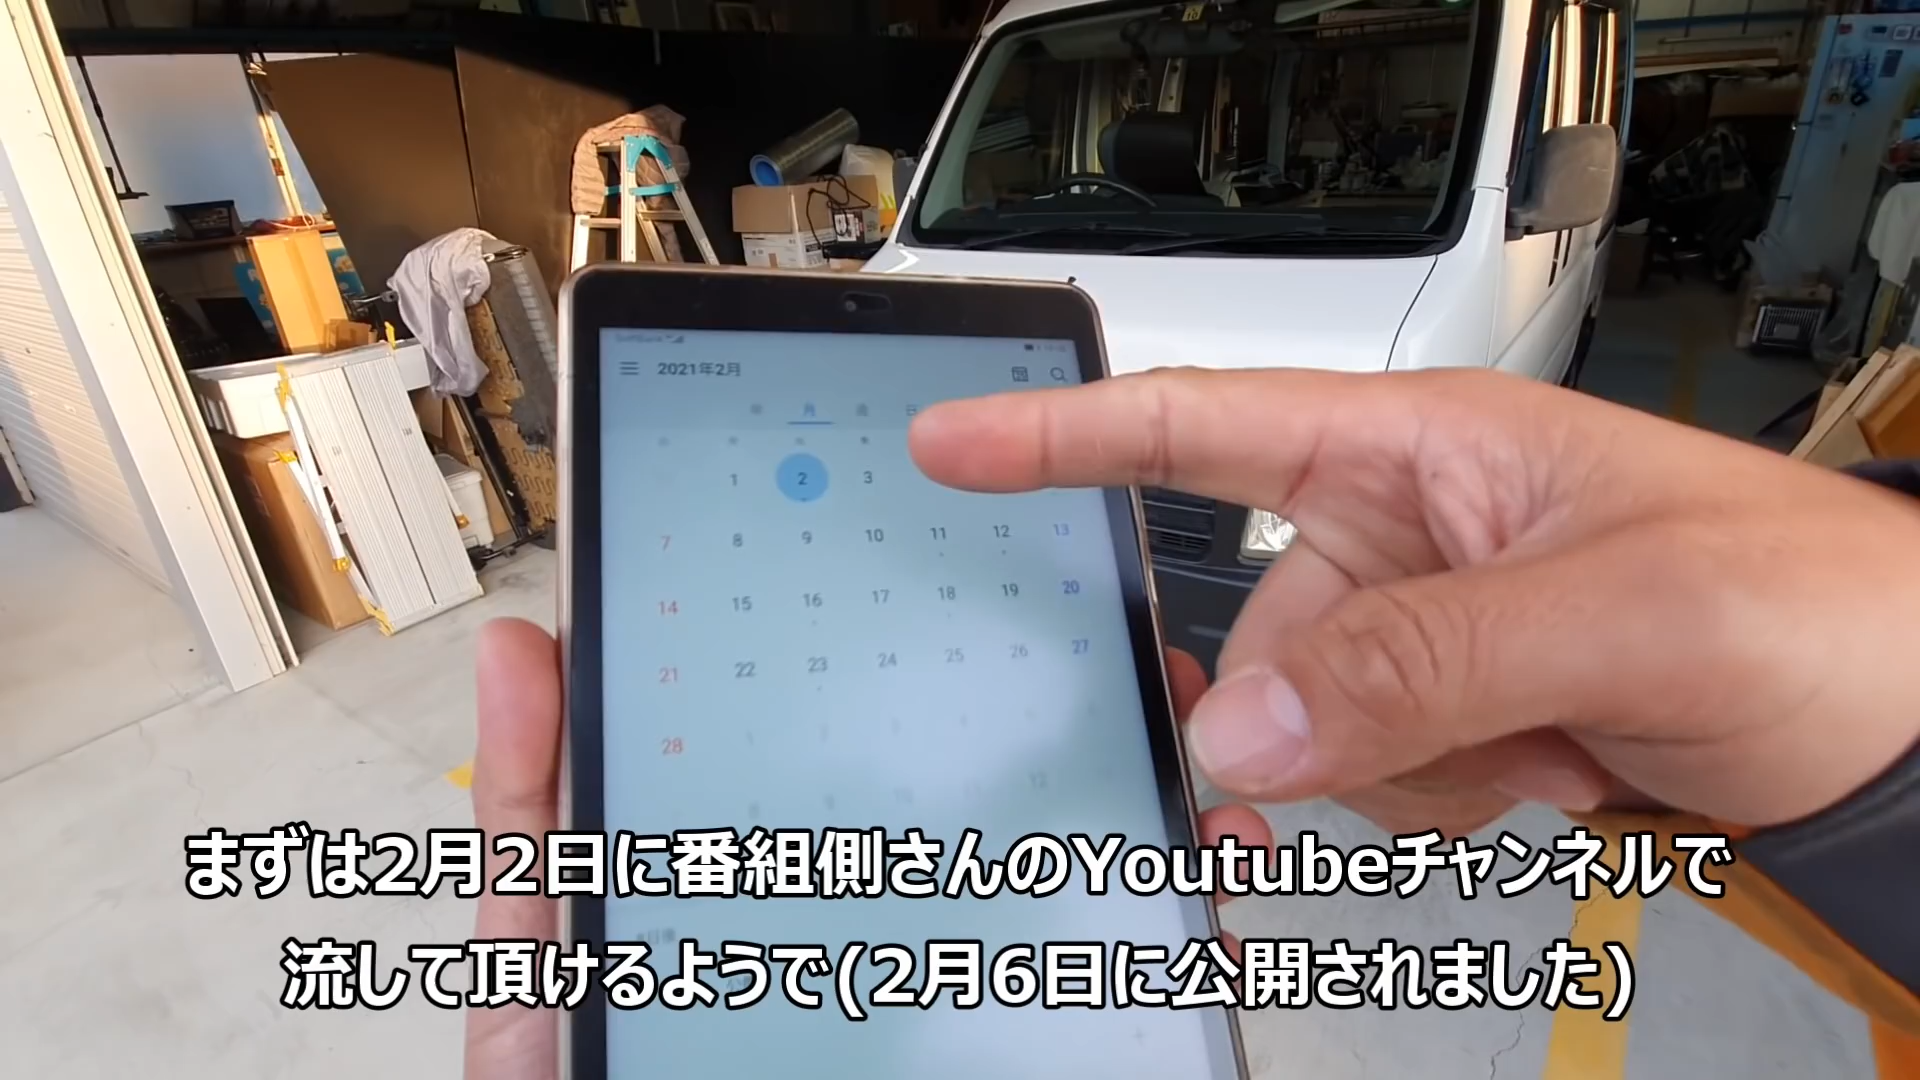 2021年2月
月
日
1 2 3
7 8 9 10 11 12 13
14 15 16 17 18 19 20
21 22 23 24 25 26 27
28
まずは2月2日に番組側さんのYoutubeチャンネルで
流して頂けるようで(2月6日に公開されました)